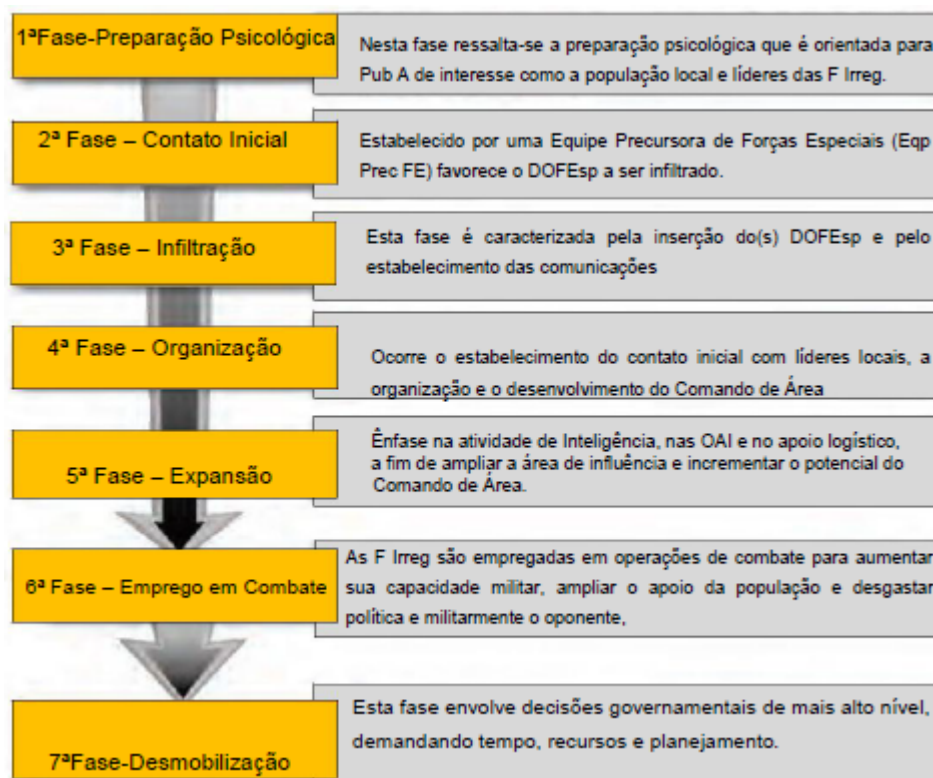 1ªFase-Preparação Psicológica
Nesta fase ressalta-se a preparação psicológica que é orientada para
Pub A de interesse como a população local e líderes das F Irreg.
2ª Fase – Contato Inicial
Estabelecido por uma Equipe Precursora de Forças Especiais (Eqp
Prec FE) favorece o DOFEsp a ser infiltrado.
3ª Fase – Infiltração
Esta fase é caracterizada pela inserção do(s) DOFEsp e pelo
estabelecimento das comunicações
4ª Fase – Organização
Ocorre o estabelecimento do contato inicial com líderes locais, a
organização e o desenvolvimento do Comando de Área
5ª Fase – Expansão
Ênfase na atividade de Inteligência, nas OAI e no apoio logístico,
a fim de ampliar a área de influência e incrementar o potencial do
Comando de Área.
6ª Fase – Emprego em Combate
As F Irreg são empregadas em operações de combate para aumentar
sua capacidade militar, ampliar o apoio da população e desgastar
política e militarmente o oponente,
7ªFase-Desmobilização
Esta fase envolve decisões governamentais de mais alto nível,
demandando tempo, recursos e planejamento.